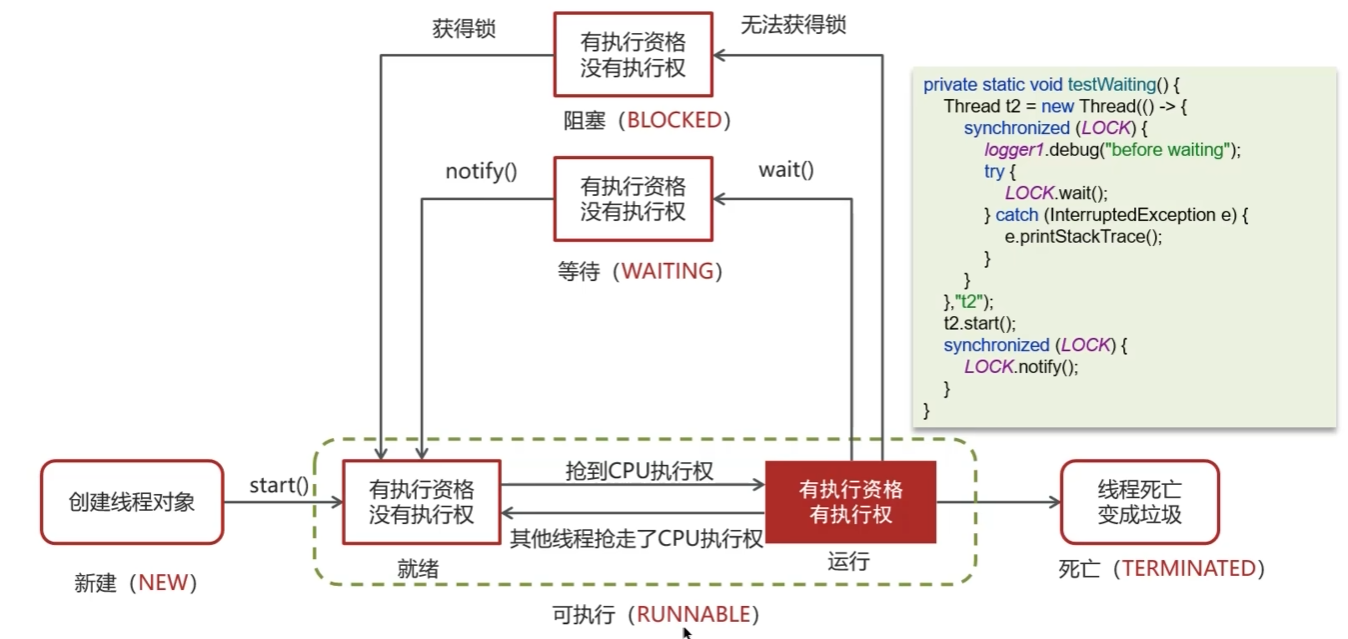 获得锁
有执行资格
没有执行权
无法获得锁
阻塞（BLOCKED）
notify()
有执行资格
没有执行权
wait()
等待（WAITING）
private static void testWaiting() {
Thread t2 = new Thread(() -> {
synchronized (LOCK) {
logger1.debug("before waiting");
try {
LOCK.wait();
} catch (InterruptedException e) {
e.printStackTrace();
}
}
},"t2");
t2.start();
synchronized (LOCK) {
LOCK.notify();
}
}
创建线程对象
新建（NEW）
start()
有执行资格
没有执行权
就绪
抢到CPU执行权
其他线程抢走了CPU执行权
有执行资格
有执行权
运行
可执行（RUNNABLE）
线程死亡
变成垃圾
死亡（TERMINATED）